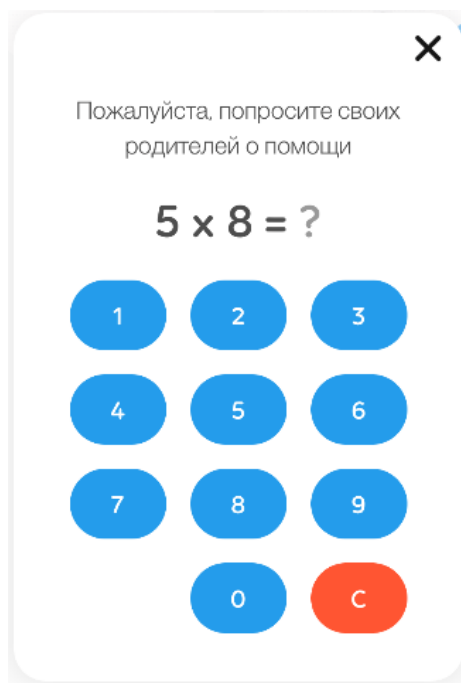 Пожалуйста, попросите своих
родителей о помощи
5 x 8 = ?
1 2 3
4 5 6
7 8 9
0 C